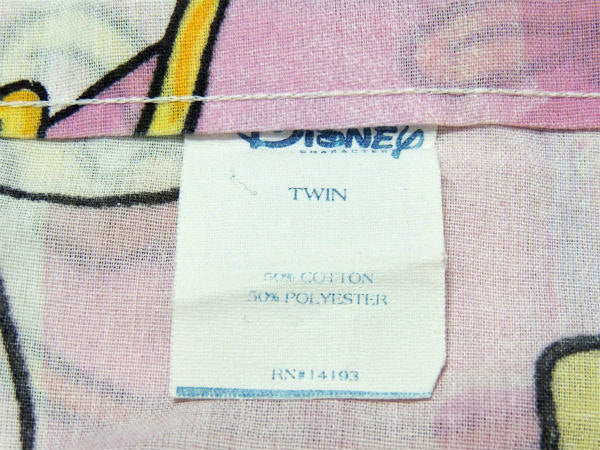 DISNEY
CHARACTER
TWIN
50% COTTON
50% POLYESTER
RN#14193